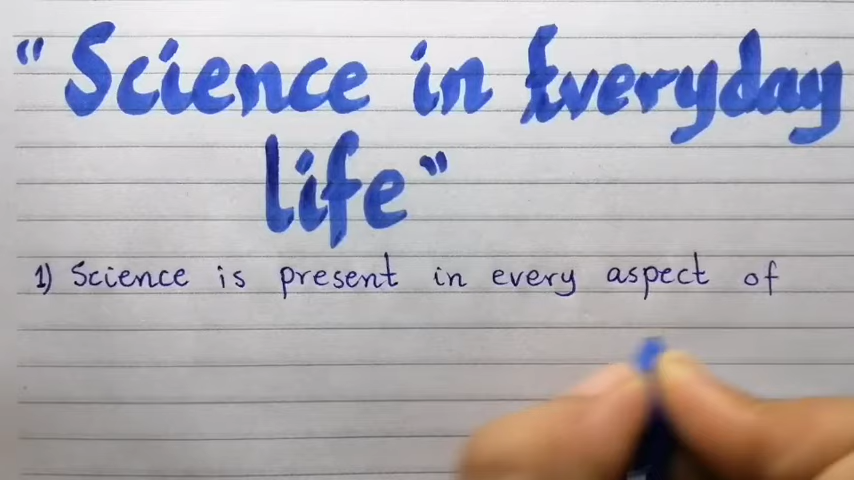 "Science in Everyday
life"
1) Science is present in every aspect of